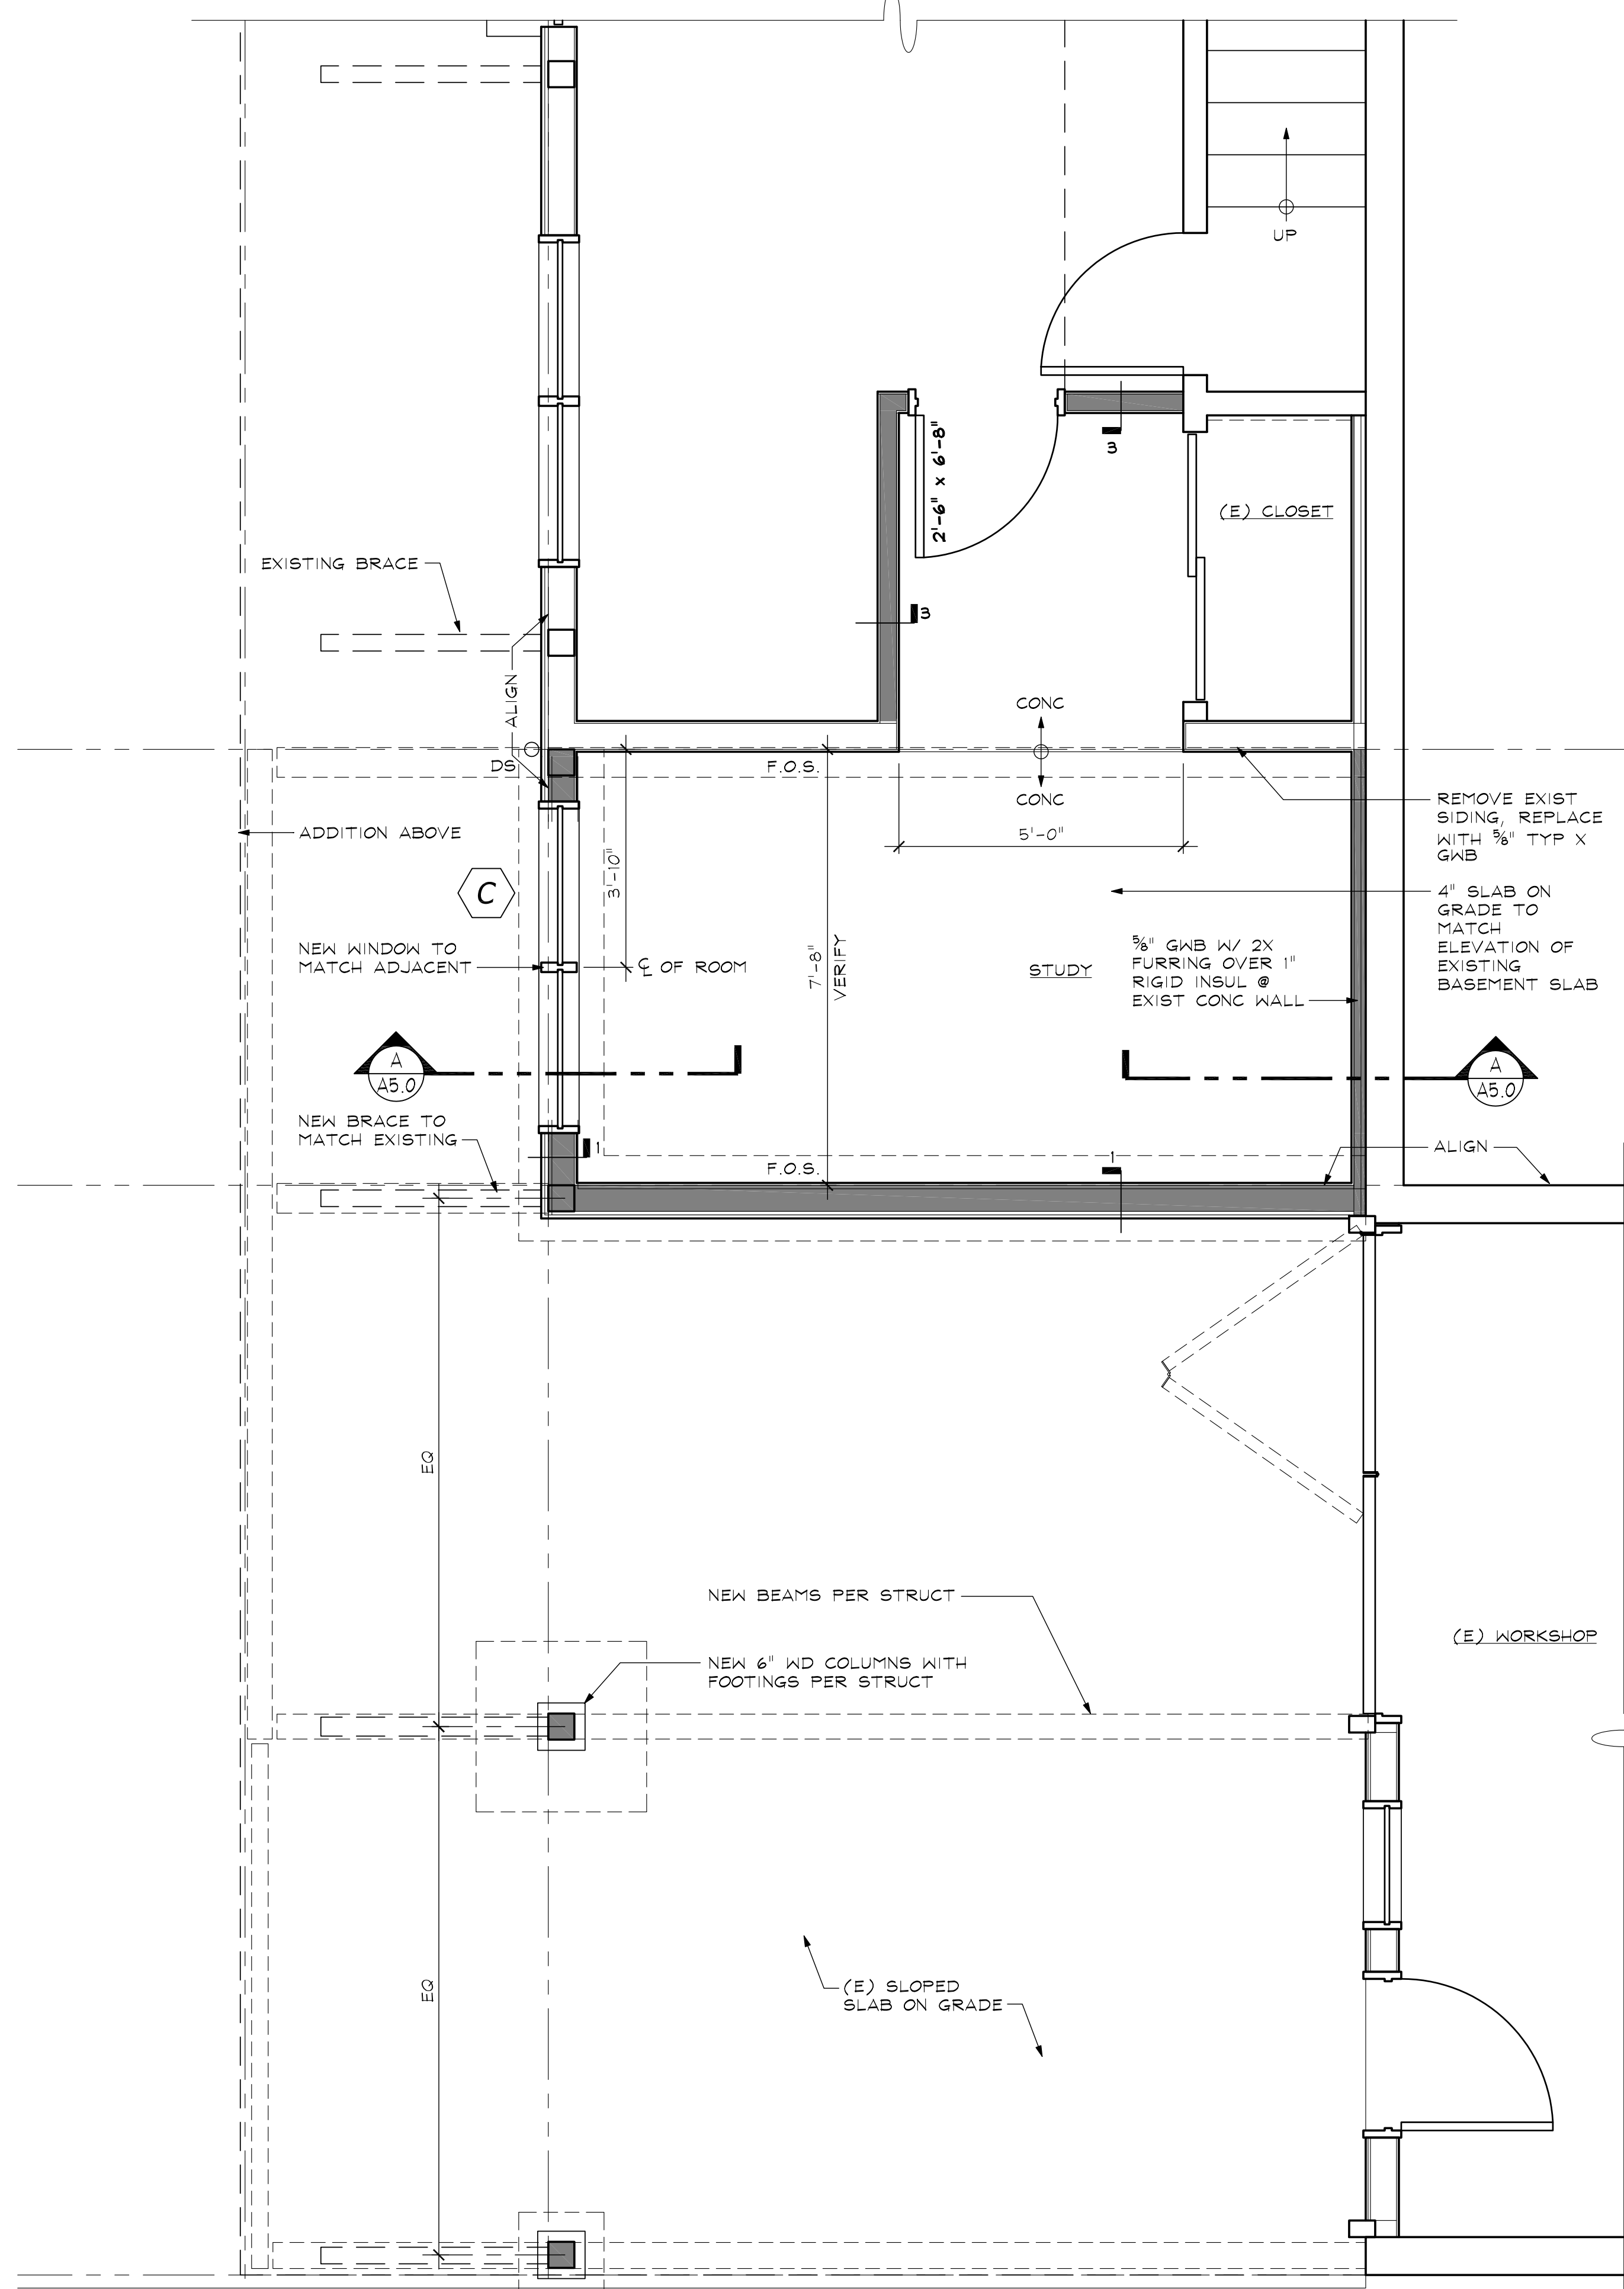 UP
2'-6" x 6'-8"
3
(E) CLOSET
EXISTING BRACE
3
ALIGN
CONC
DS
F.O.S.
CONC
REMOVE EXIST
SIDING, REPLACE
WITH ⅝" TYP X
GWB
ADDITION ABOVE
5'-0"
3'-10"
C
4" SLAB ON
GRADE TO
MATCH
ELEVATION OF
EXISTING
BASEMENT SLAB
NEW WINDOW TO
MATCH ADJACENT
℄ OF ROOM
7'-8"
VERIFY
STUDY
⅝" GWB W/ 2X
FURRING OVER 1"
RIGID INSUL @
EXIST CONC WALL
A
A5.0
A
A5.0
NEW BRACE TO
MATCH EXISTING
1
F.O.S.
1
ALIGN
EQ
NEW BEAMS PER STRUCT
(E) WORKSHOP
NEW 6" WD COLUMNS WITH
FOOTINGS PER STRUCT
EQ
(E) SLOPED
SLAB ON GRADE